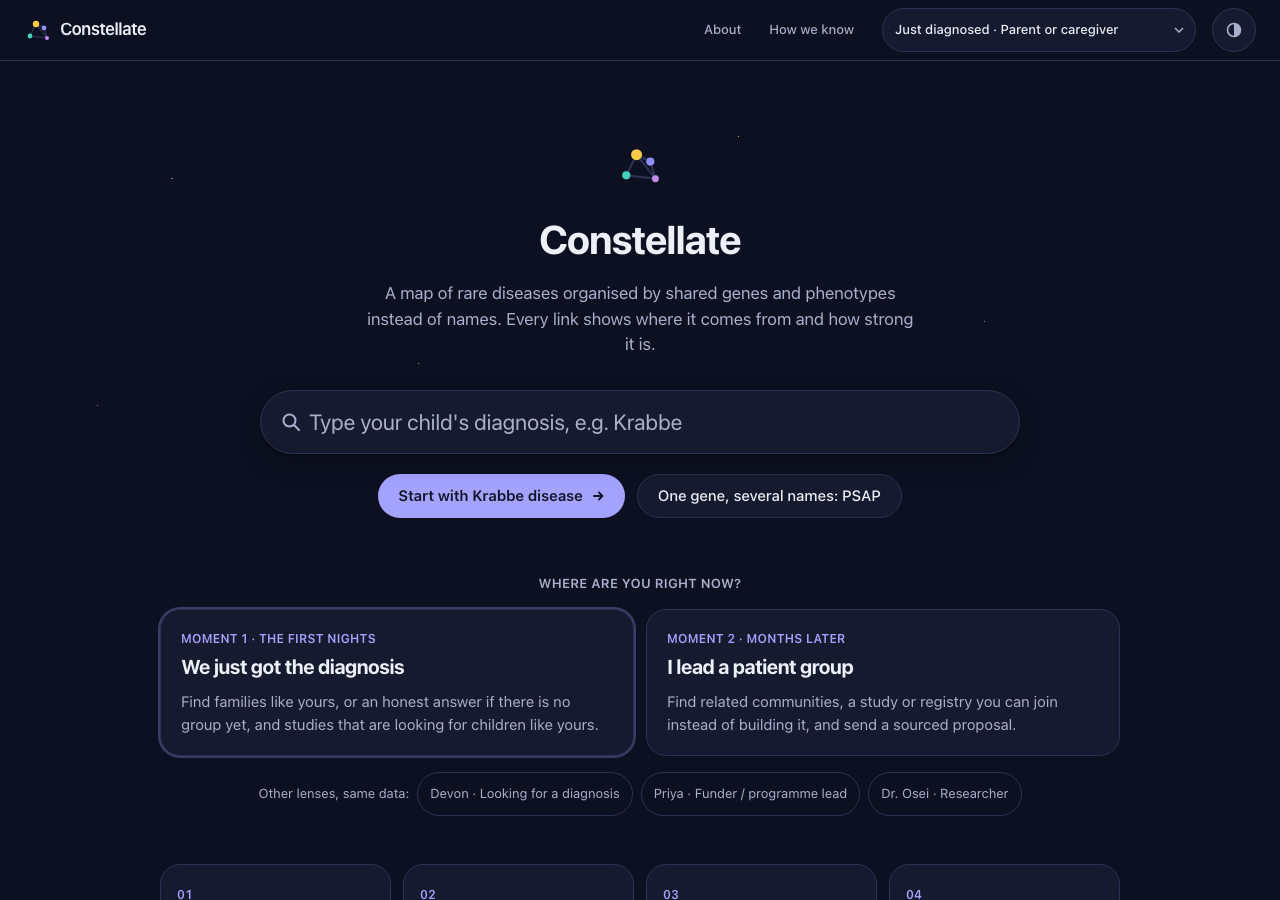 Constellate
About
How we know
Just diagnosed · Parent or caregiver
Constellate
A map of rare diseases organised by shared genes and phenotypes
instead of names. Every link shows where it comes from and how strong
it is.
Type your child's diagnosis, e.g. Krabbe
Start with Krabbe disease →
One gene, several names: PSAP
WHERE ARE YOU RIGHT NOW?
MOMENT 1 · THE FIRST NIGHTS
We just got the diagnosis
Find families like yours, or an honest answer if there is no
group yet, and studies that are looking for children like yours.
MOMENT 2 · MONTHS LATER
I lead a patient group
Find related communities, a study or registry you can join
instead of building it, and send a sourced proposal.
Other lenses, same data:
Devon · Looking for a diagnosis
Priya · Funder / programme lead
Dr. Osei · Researcher
01
02
03
04